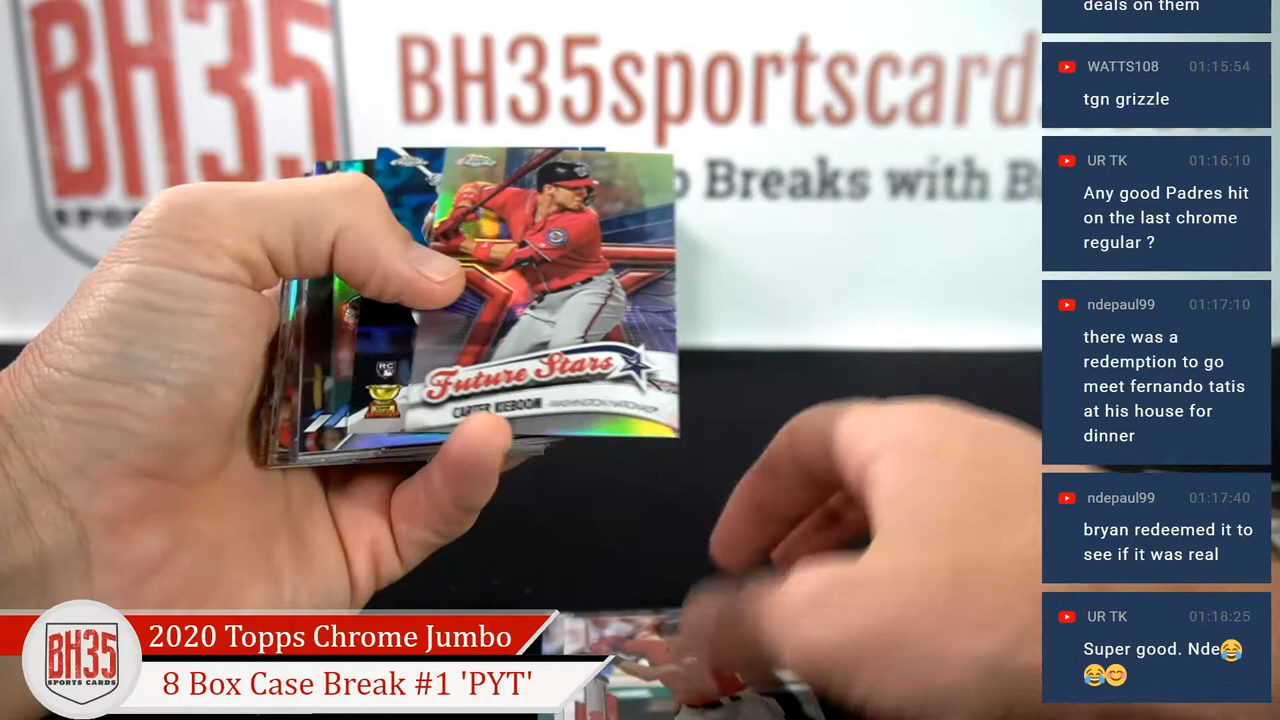 BH35
SPORTS
BH35sportscard
Breaks with B
Future Stars
CARTER KIEBOOM
RC
2020 Topps Chrome Jumbo
8 Box Case Break #1 'PYT'
BH35
SPORTS CARDS
deals on them
WATTS108 01:15:54
tgn grizzle
UR TK 01:16:10
Any good Padres hit
on the last chrome
regular ?
ndepaul99 01:17:10
there was a
redemption to go
meet fernando tatis
at his house for
dinner
ndepaul99 01:17:40
bryan redeemed it to
see if it was real
UR TK 01:18:25
Super good. Nde😂
😂😊